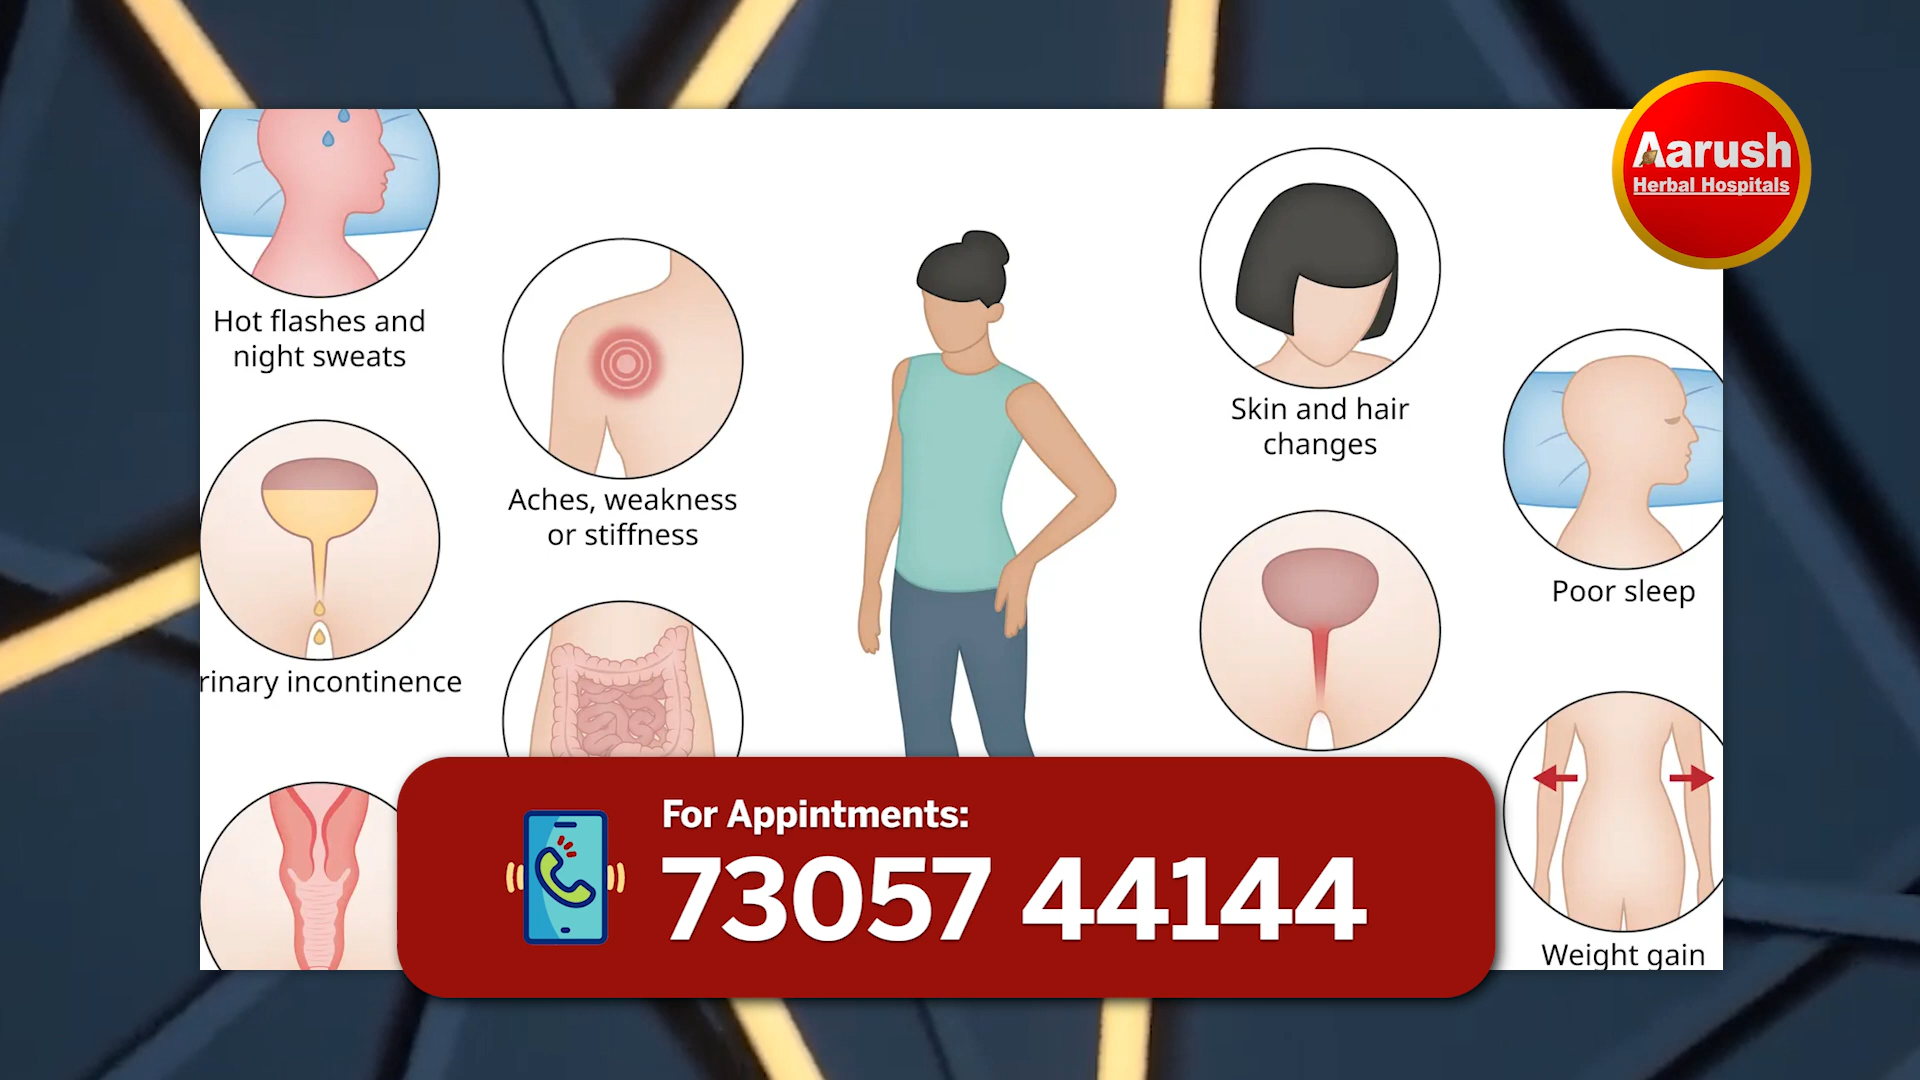 Aarush
Herbal Hospitals
Hot flashes and
night sweats
Aches, weakness
or stiffness
Skin and hair
changes
Poor sleep
rinary incontinence
Weight gain
For Appintments:
73057 44144